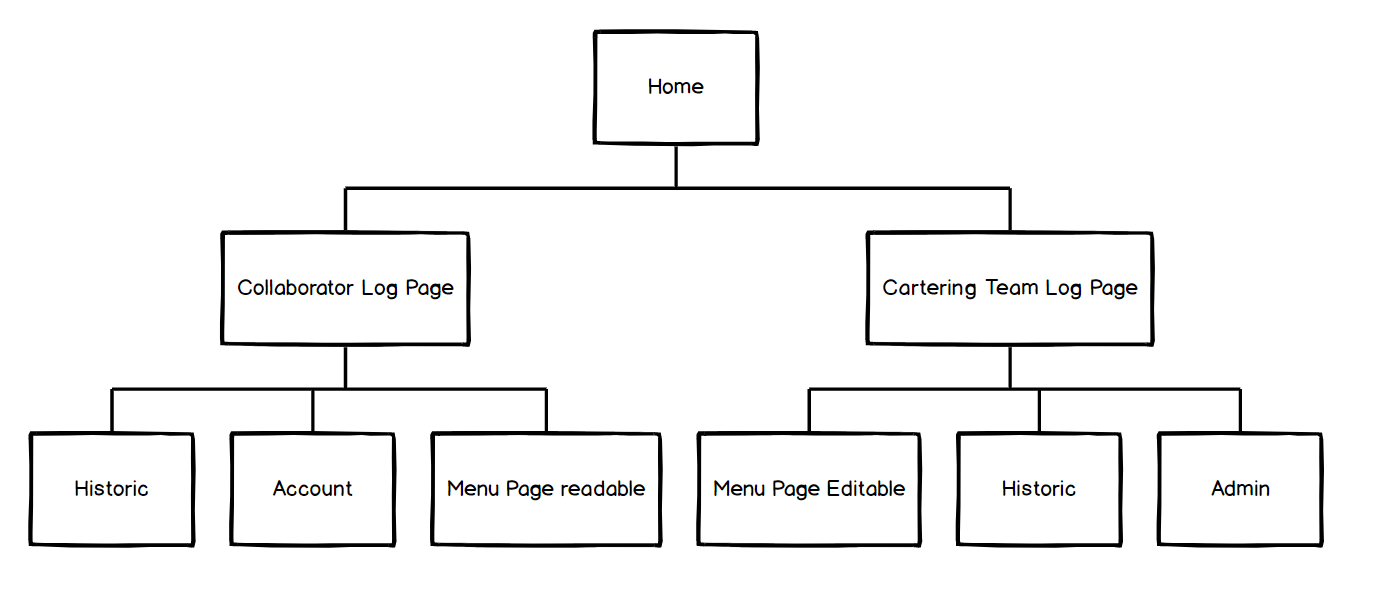 Home
Collaborator Log Page
Cartering Team Log Page
Historic
Account
Menu Page readable
Menu Page Editable
Historic
Admin